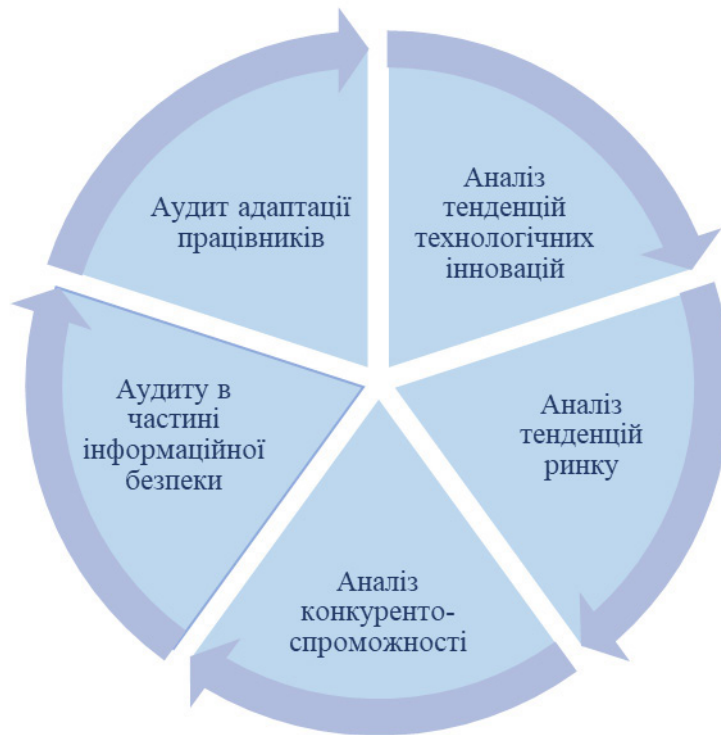 Аналіз
тенденцій
технологічних
інновацій
Аналіз
тенденцій
ринку
Аналіз
конкуренто-
спроможності
Аудиту в
частині
інформаційної
безпеки
Аудит адаптації
працівників